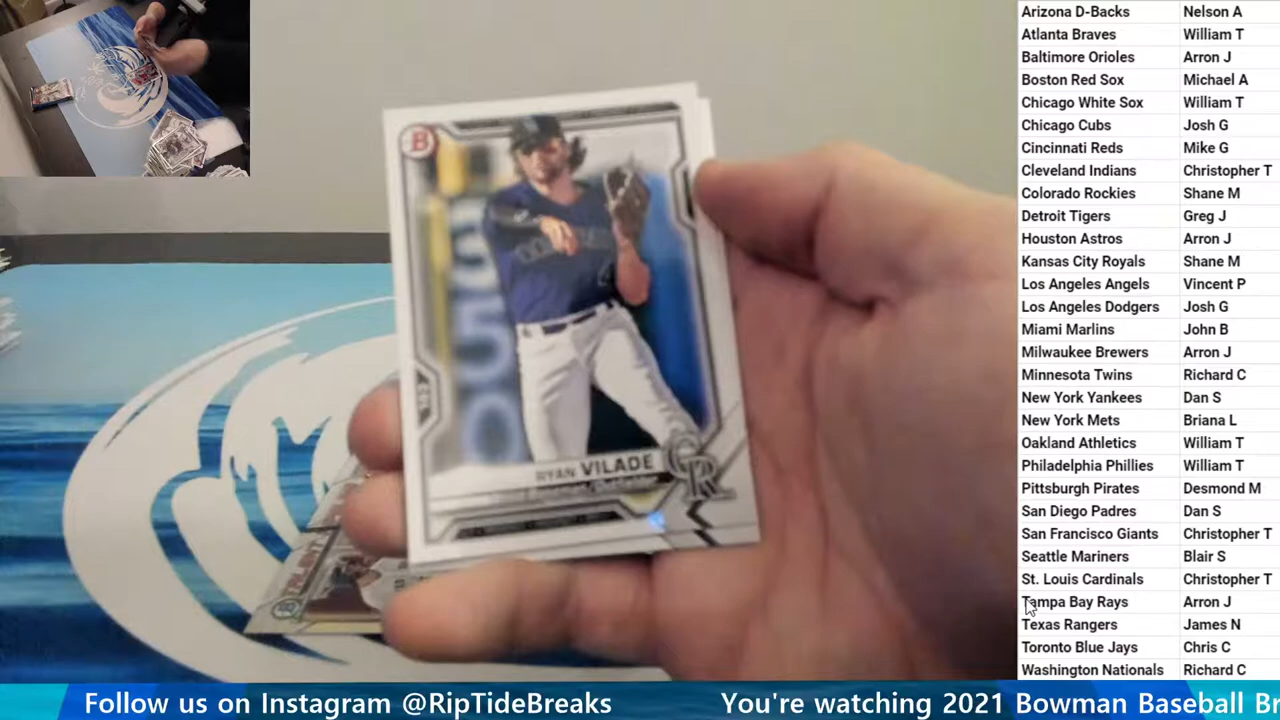 B
RYAN VILADE
CR
Arizona D-Backs Nelson A
Atlanta Braves William T
Baltimore Orioles Arron J
Boston Red Sox Michael A
Chicago White Sox William T
Chicago Cubs Josh G
Cincinnati Reds Mike G
Cleveland Indians Christopher T
Colorado Rockies Shane M
Detroit Tigers Greg J
Houston Astros Arron J
Kansas City Royals Shane M
Los Angeles Angels Vincent P
Los Angeles Dodgers Josh G
Miami Marlins John B
Milwaukee Brewers Arron J
Minnesota Twins Richard C
New York Yankees Dan S
New York Mets Briana L
Oakland Athletics William T
Philadelphia Phillies William T
Pittsburgh Pirates Desmond M
San Diego Padres Dan S
San Francisco Giants Christopher T
Seattle Mariners Blair S
St. Louis Cardinals Christopher T
Tampa Bay Rays Arron J
Texas Rangers James N
Toronto Blue Jays Chris C
Washington Nationals Richard C
Follow us on Instagram @RipTideBreaks You're watching 2021 Bowman Baseball Br